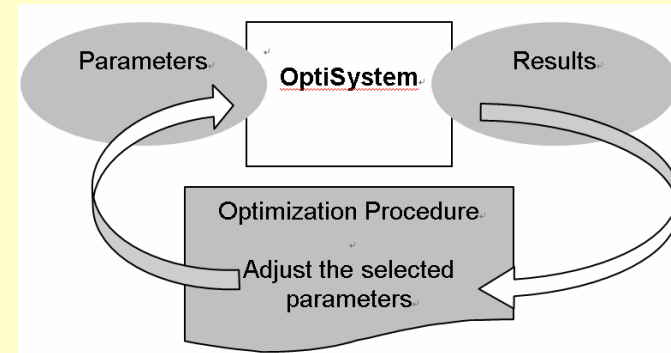 Parameters
OptiSystem
Results
Optimization Procedure
Adjust the selected
parameters